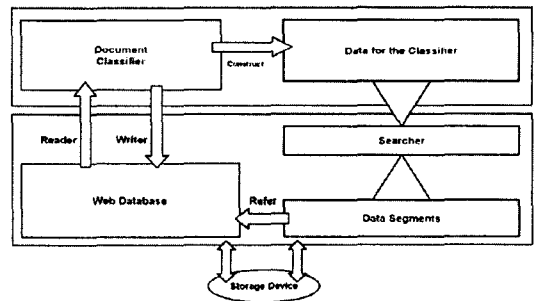 Document
Classifier
Construct
Data for the Classifier
Reader
Writer
Searcher
Web Database
Refer
Data Segments
Storage Device